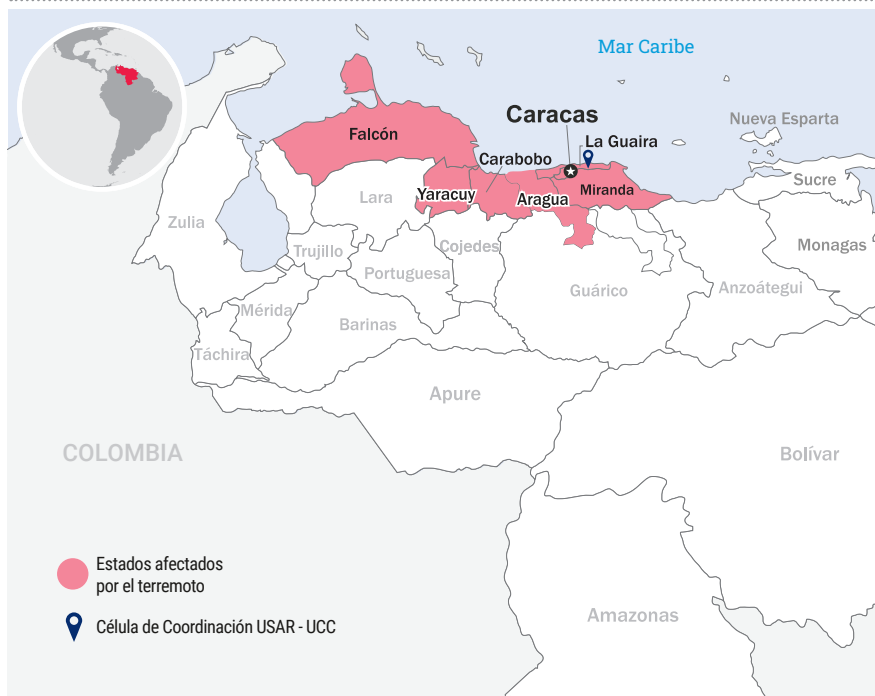 Mar Caribe
Caracas
Nueva Esparta
Falcón
La Guaira
Carabobo
Sucre
Yaracuy
Aragua
Miranda
Lara
Zulia
Monagas
Trujillo
Cojedes
Portuguesa
Guárico
Anzoátegui
Mérida
Barinas
Táchira
Apure
COLOMBIA
Bolívar
Estados afectados
por el terremoto
Amazonas
Célula de Coordinación USAR - UCC